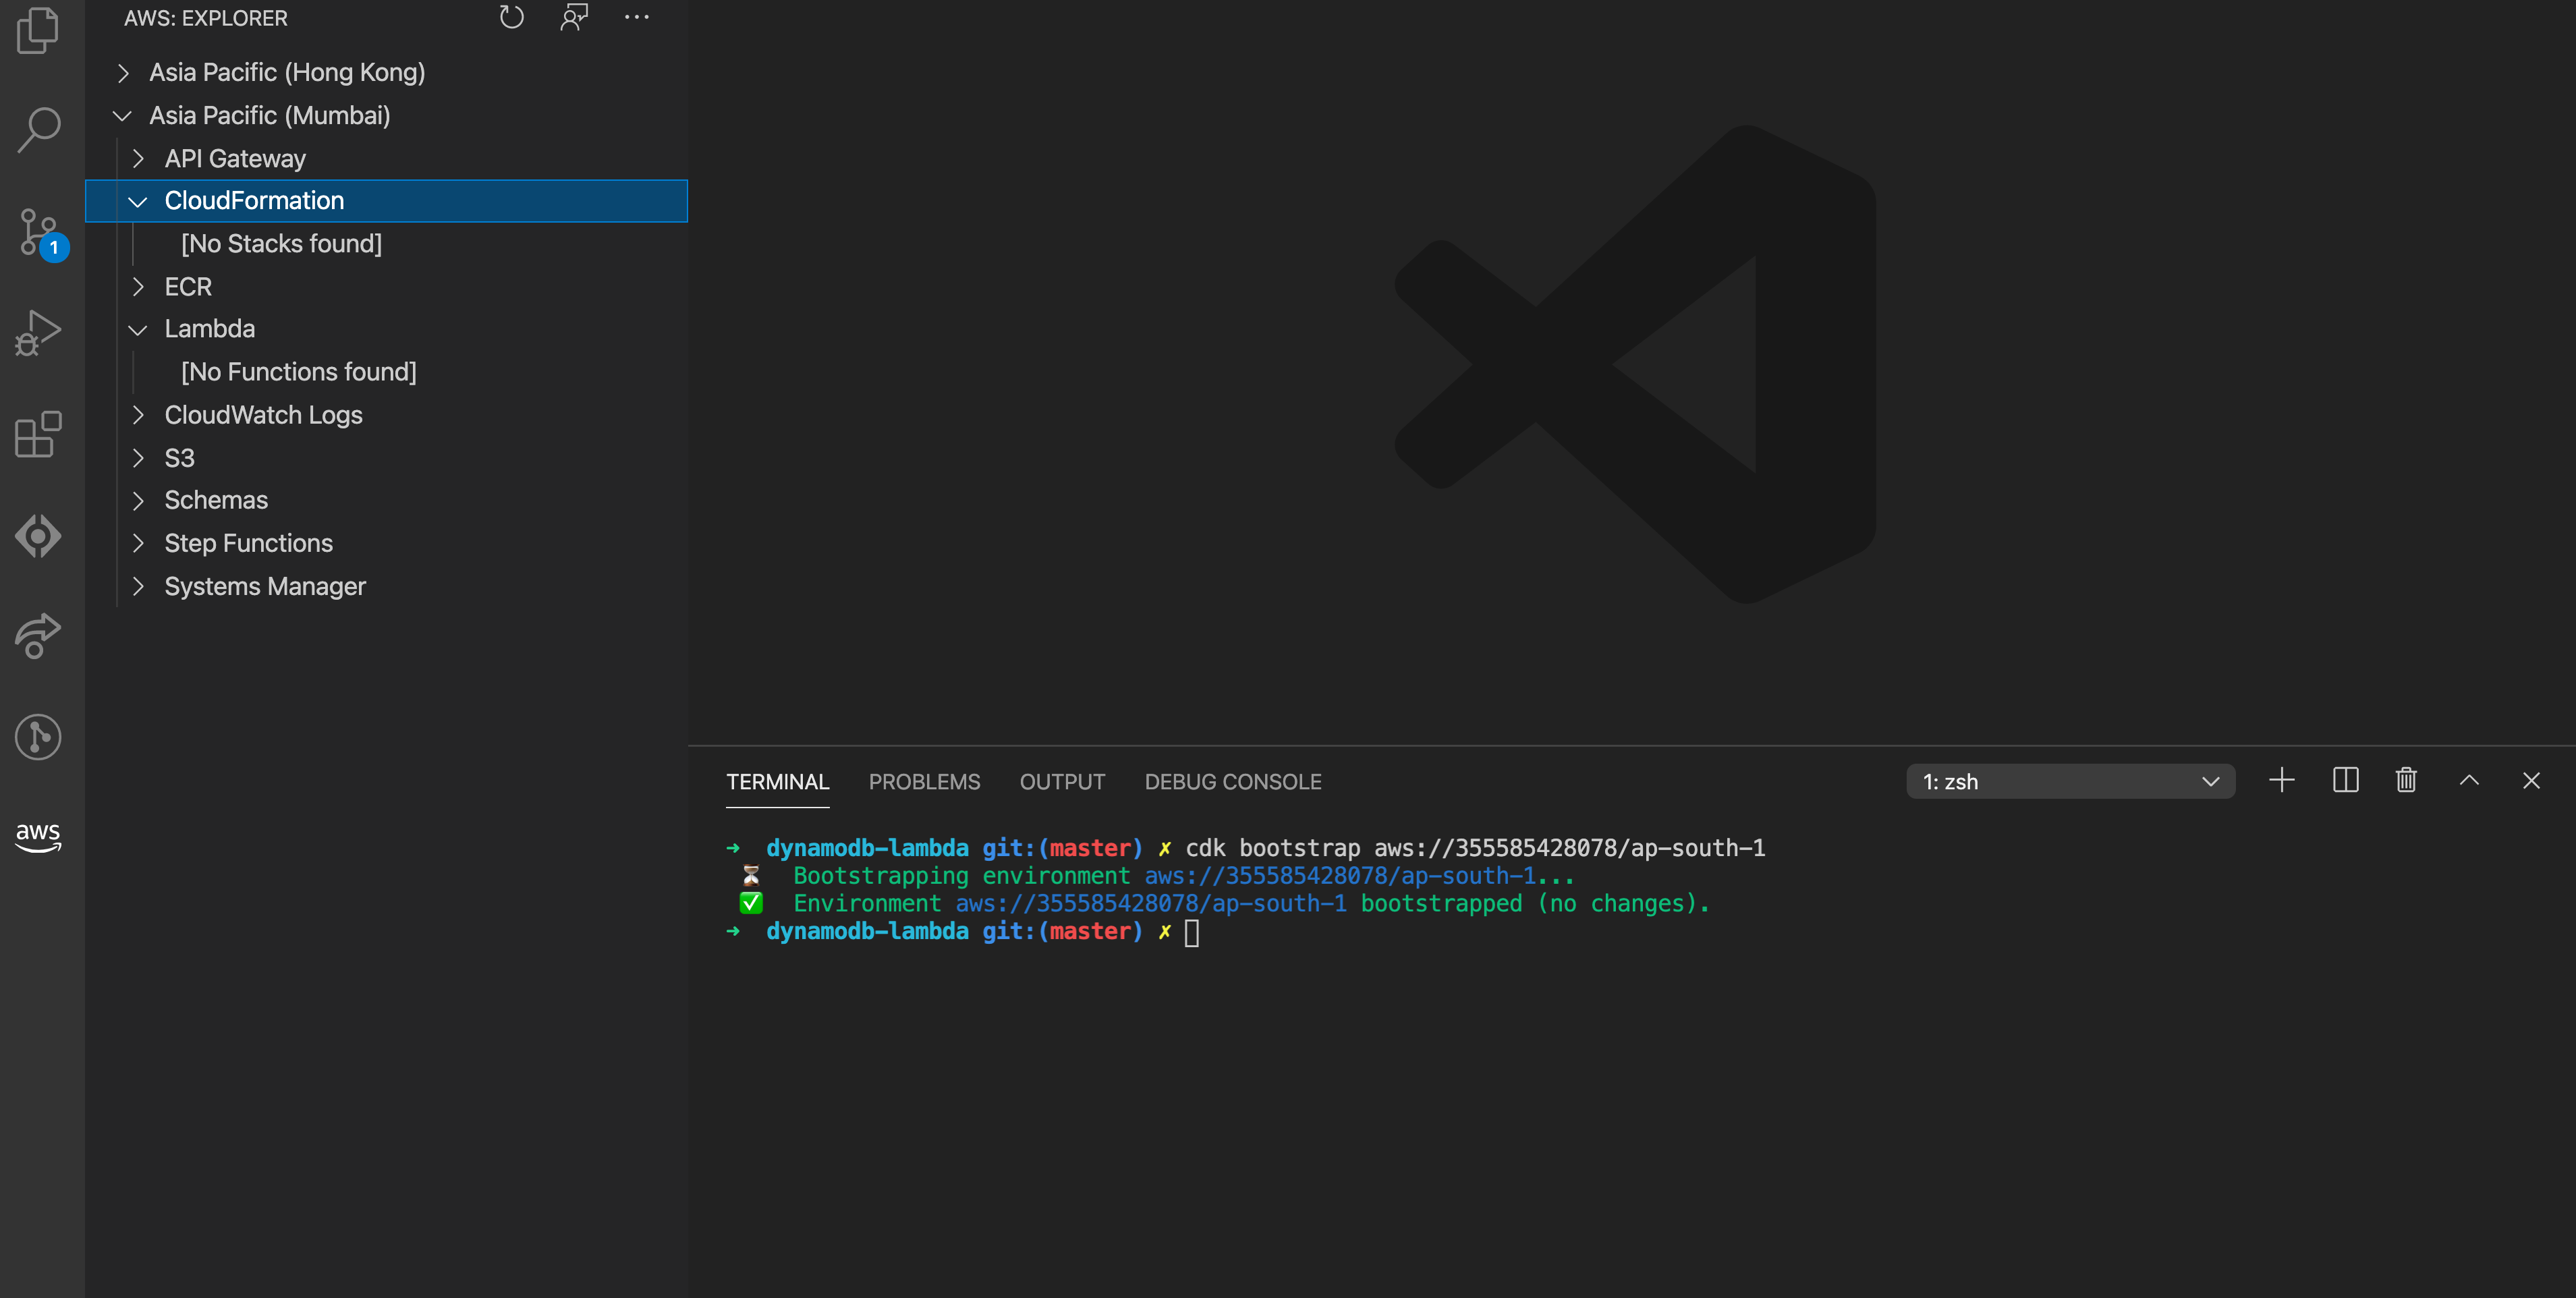 AWS: EXPLORER
Asia Pacific (Hong Kong)
Asia Pacific (Mumbai)
API Gateway
CloudFormation
[No Stacks found]
ECR
Lambda
[No Functions found]
CloudWatch Logs
S3
Schemas
Step Functions
Systems Manager
1
aws
TERMINAL PROBLEMS OUTPUT DEBUG CONSOLE 1: zsh
➜ dynamodb-lambda git:(master) ✗ cdk bootstrap aws://355585428078/ap-south-1
⏳ Bootstrapping environment aws://355585428078/ap-south-1...
✅ Environment aws://355585428078/ap-south-1 bootstrapped (no changes).
➜ dynamodb-lambda git:(master) ✗